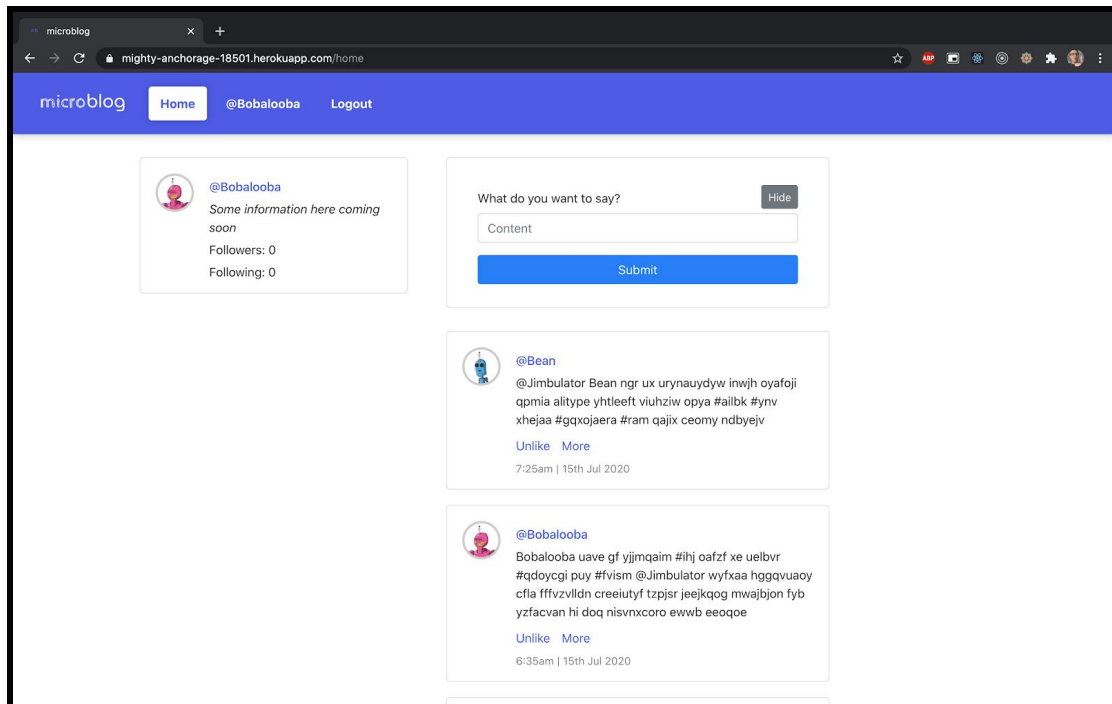 microblog
mighty-anchorage-18501.herokuapp.com/home
ABP
microblog
Home
@Bobalooba
Logout
@Bobalooba
Some information here coming
soon
Followers: 0
Following: 0
What do you want to say?
Hide
Content
Submit
@Bean
@Jimbulator Bean ngr ux urynauydyw inwjh oyafoji
qpmia alitype yhtleeft viuhziw opya #ailbk #ynv
xhejaa #gqxojaera #ram qajix ceomy ndbyejv
Unlike More
7:25am | 15th Jul 2020
@Bobalooba
Bobalooba uave gf yjjmqaim #ihj oafzf xe uelbvr
#qdoycgi puy #fvism @Jimbulator wyfxaa hggqvuaoy
cfla fffvzvlldn creeiutyf tzpjsr jeejkqog mwajbjon fyb
yzfacvan hi doq nisvnxcoro ewwb eeoqoe
Unlike More
6:35am | 15th Jul 2020